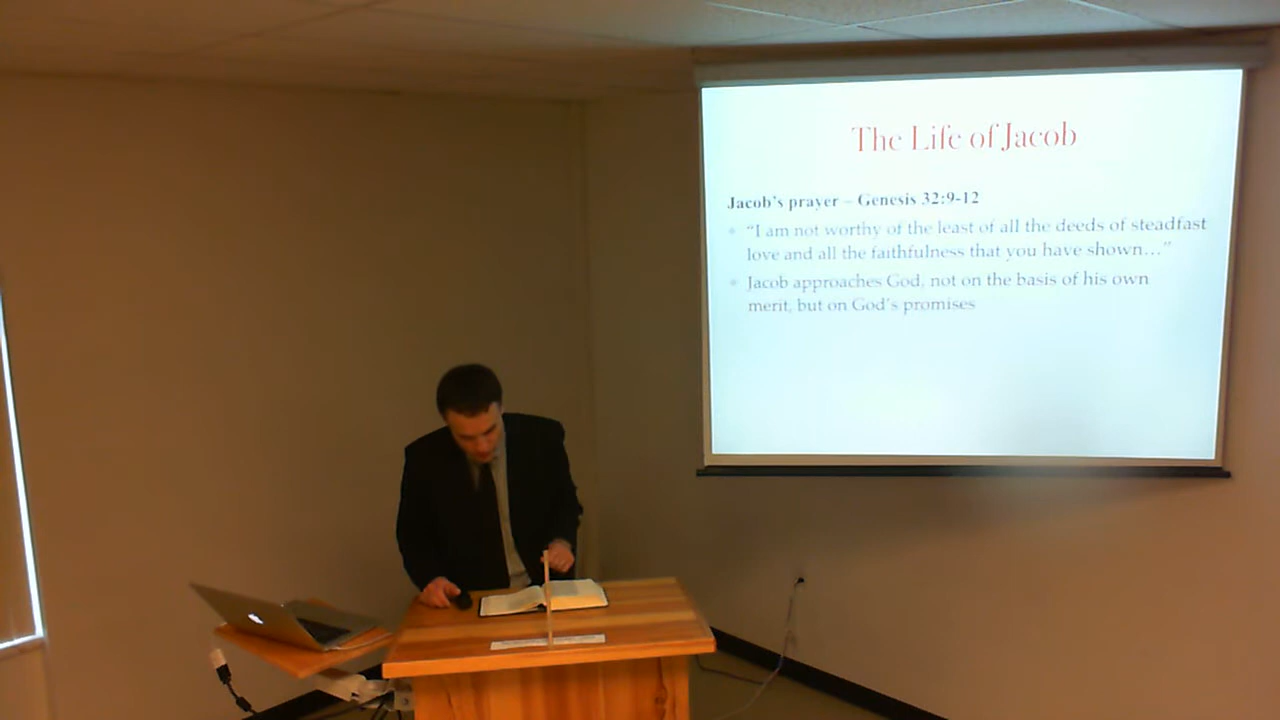 The Life of Jacob
Jacob's prayer – Genesis 32:9-12
• "I am not worthy of the least of all the deeds of steadfast
love and all the faithfulness that you have shown…"
• Jacob approaches God, not on the basis of his own
merit, but on God's promises